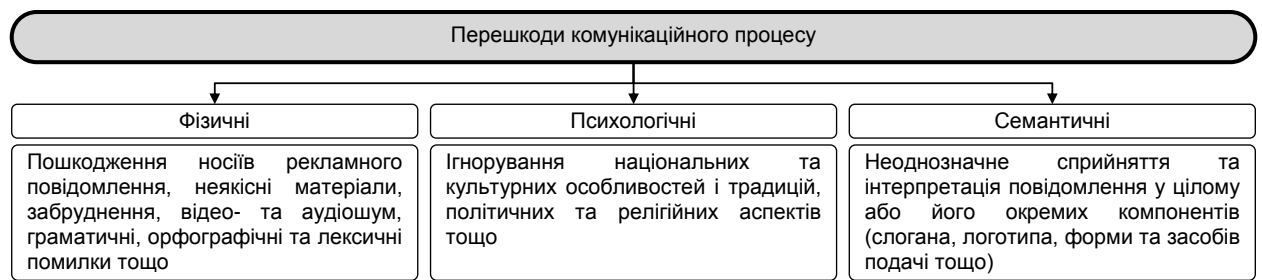 Перешкоди комунікаційного процесу
Фізичні
Пошкодження носіїв рекламного
повідомлення, неякісні матеріали,
забруднення, відео- та аудіошум,
граматичні, орфографічні та лексичні
помилки тощо
Психологічні
Ігнорування національних та
культурних особливостей і традицій,
політичних та релігійних аспектів
тощо
Семантичні
Неоднозначне сприйняття та
інтерпретація повідомлення у цілому
або його окремих компонентів
(слогана, логотипа, форми та засобів
подачі тощо)